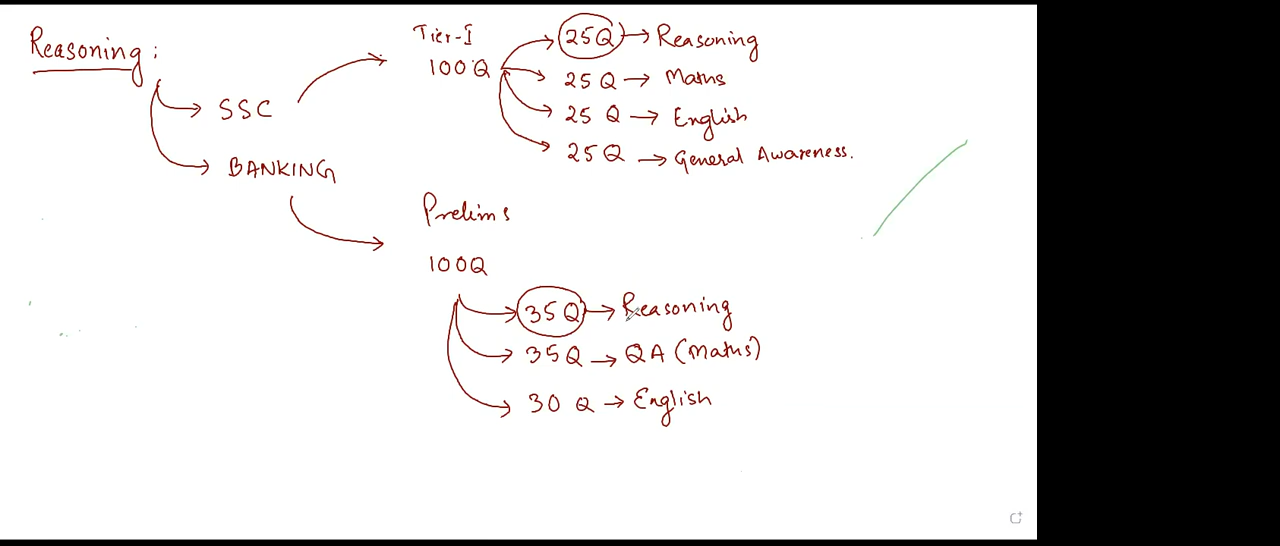 Reasoning :
SSC
BANKING
Tier-I
100Q
25Q → Reasoning
25 Q → Maths
25 Q → English
25Q → General Awareness.
Prelims
100Q
35Q → Reasoning
35Q → QA (Maths)
30 Q → English